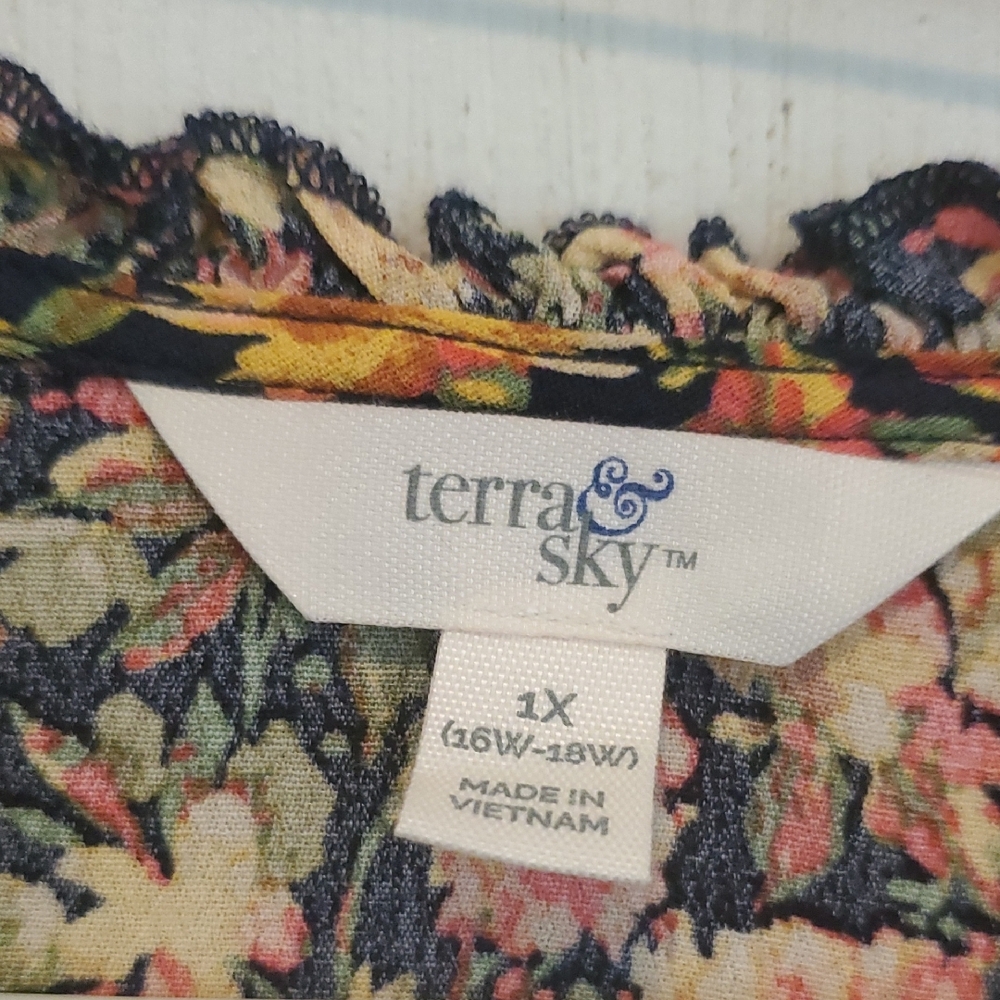 terra &
sky™
1X
(16W-18W)
MADE IN
VIETNAM